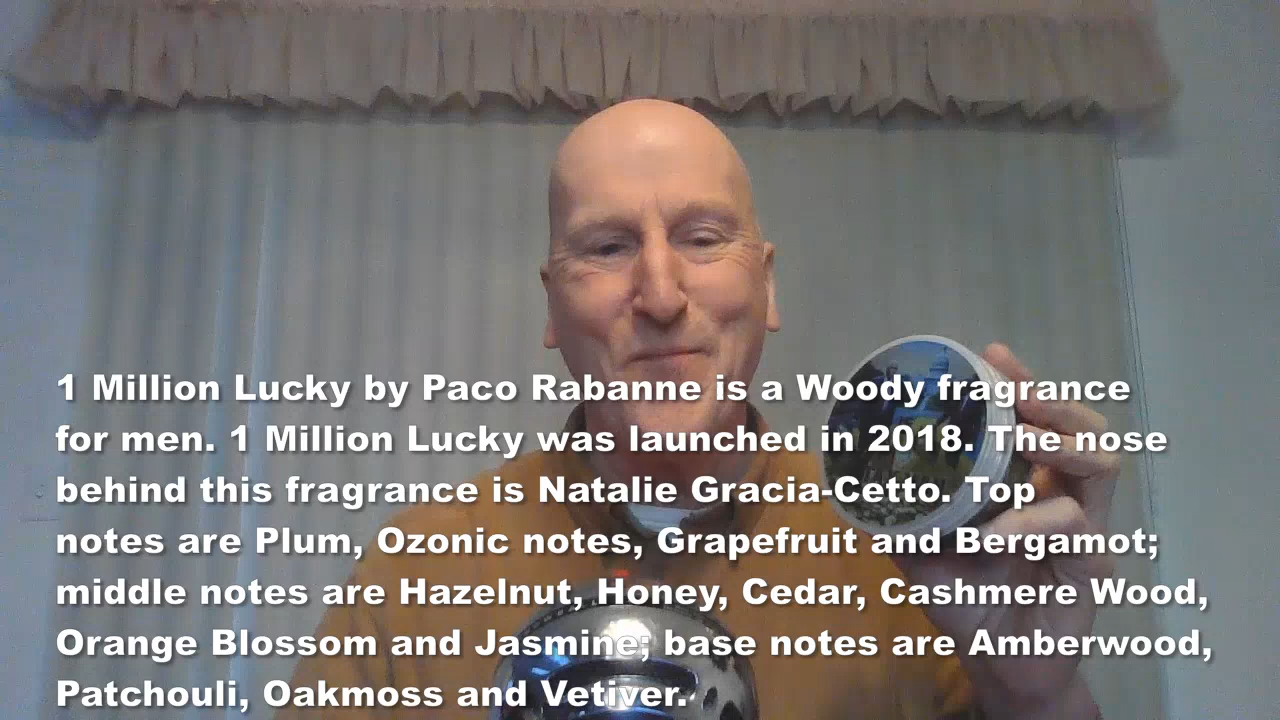 1 Million Lucky by Paco Rabanne is a Woody fragrance
for men. 1 Million Lucky was launched in 2018. The nose
behind this fragrance is Natalie Gracia-Cetto. Top
notes are Plum, Ozonic notes, Grapefruit and Bergamot;
middle notes are Hazelnut, Honey, Cedar, Cashmere Wood,
Orange Blossom and Jasmine; base notes are Amberwood,
Patchouli, Oakmoss and Vetiver.